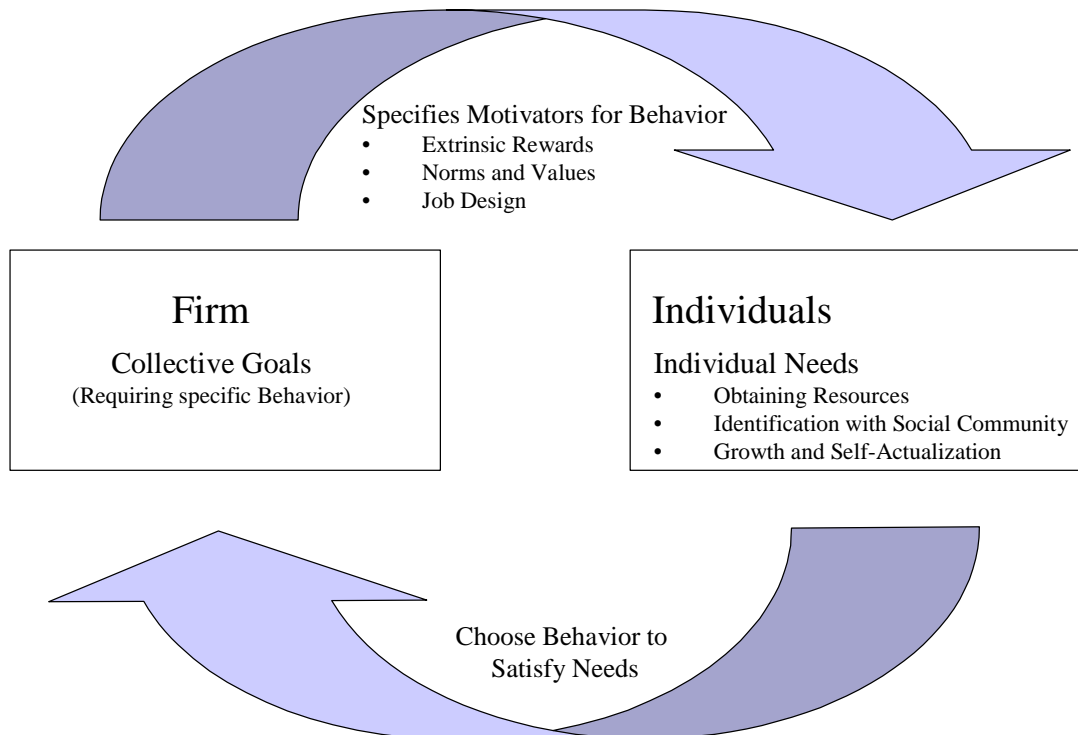 Specifies Motivators for Behavior
• Extrinsic Rewards
• Norms and Values
• Job Design
Firm
Collective Goals
(Requiring specific Behavior)
Individuals
Individual Needs
• Obtaining Resources
• Identification with Social Community
• Growth and Self-Actualization
Choose Behavior to
Satisfy Needs